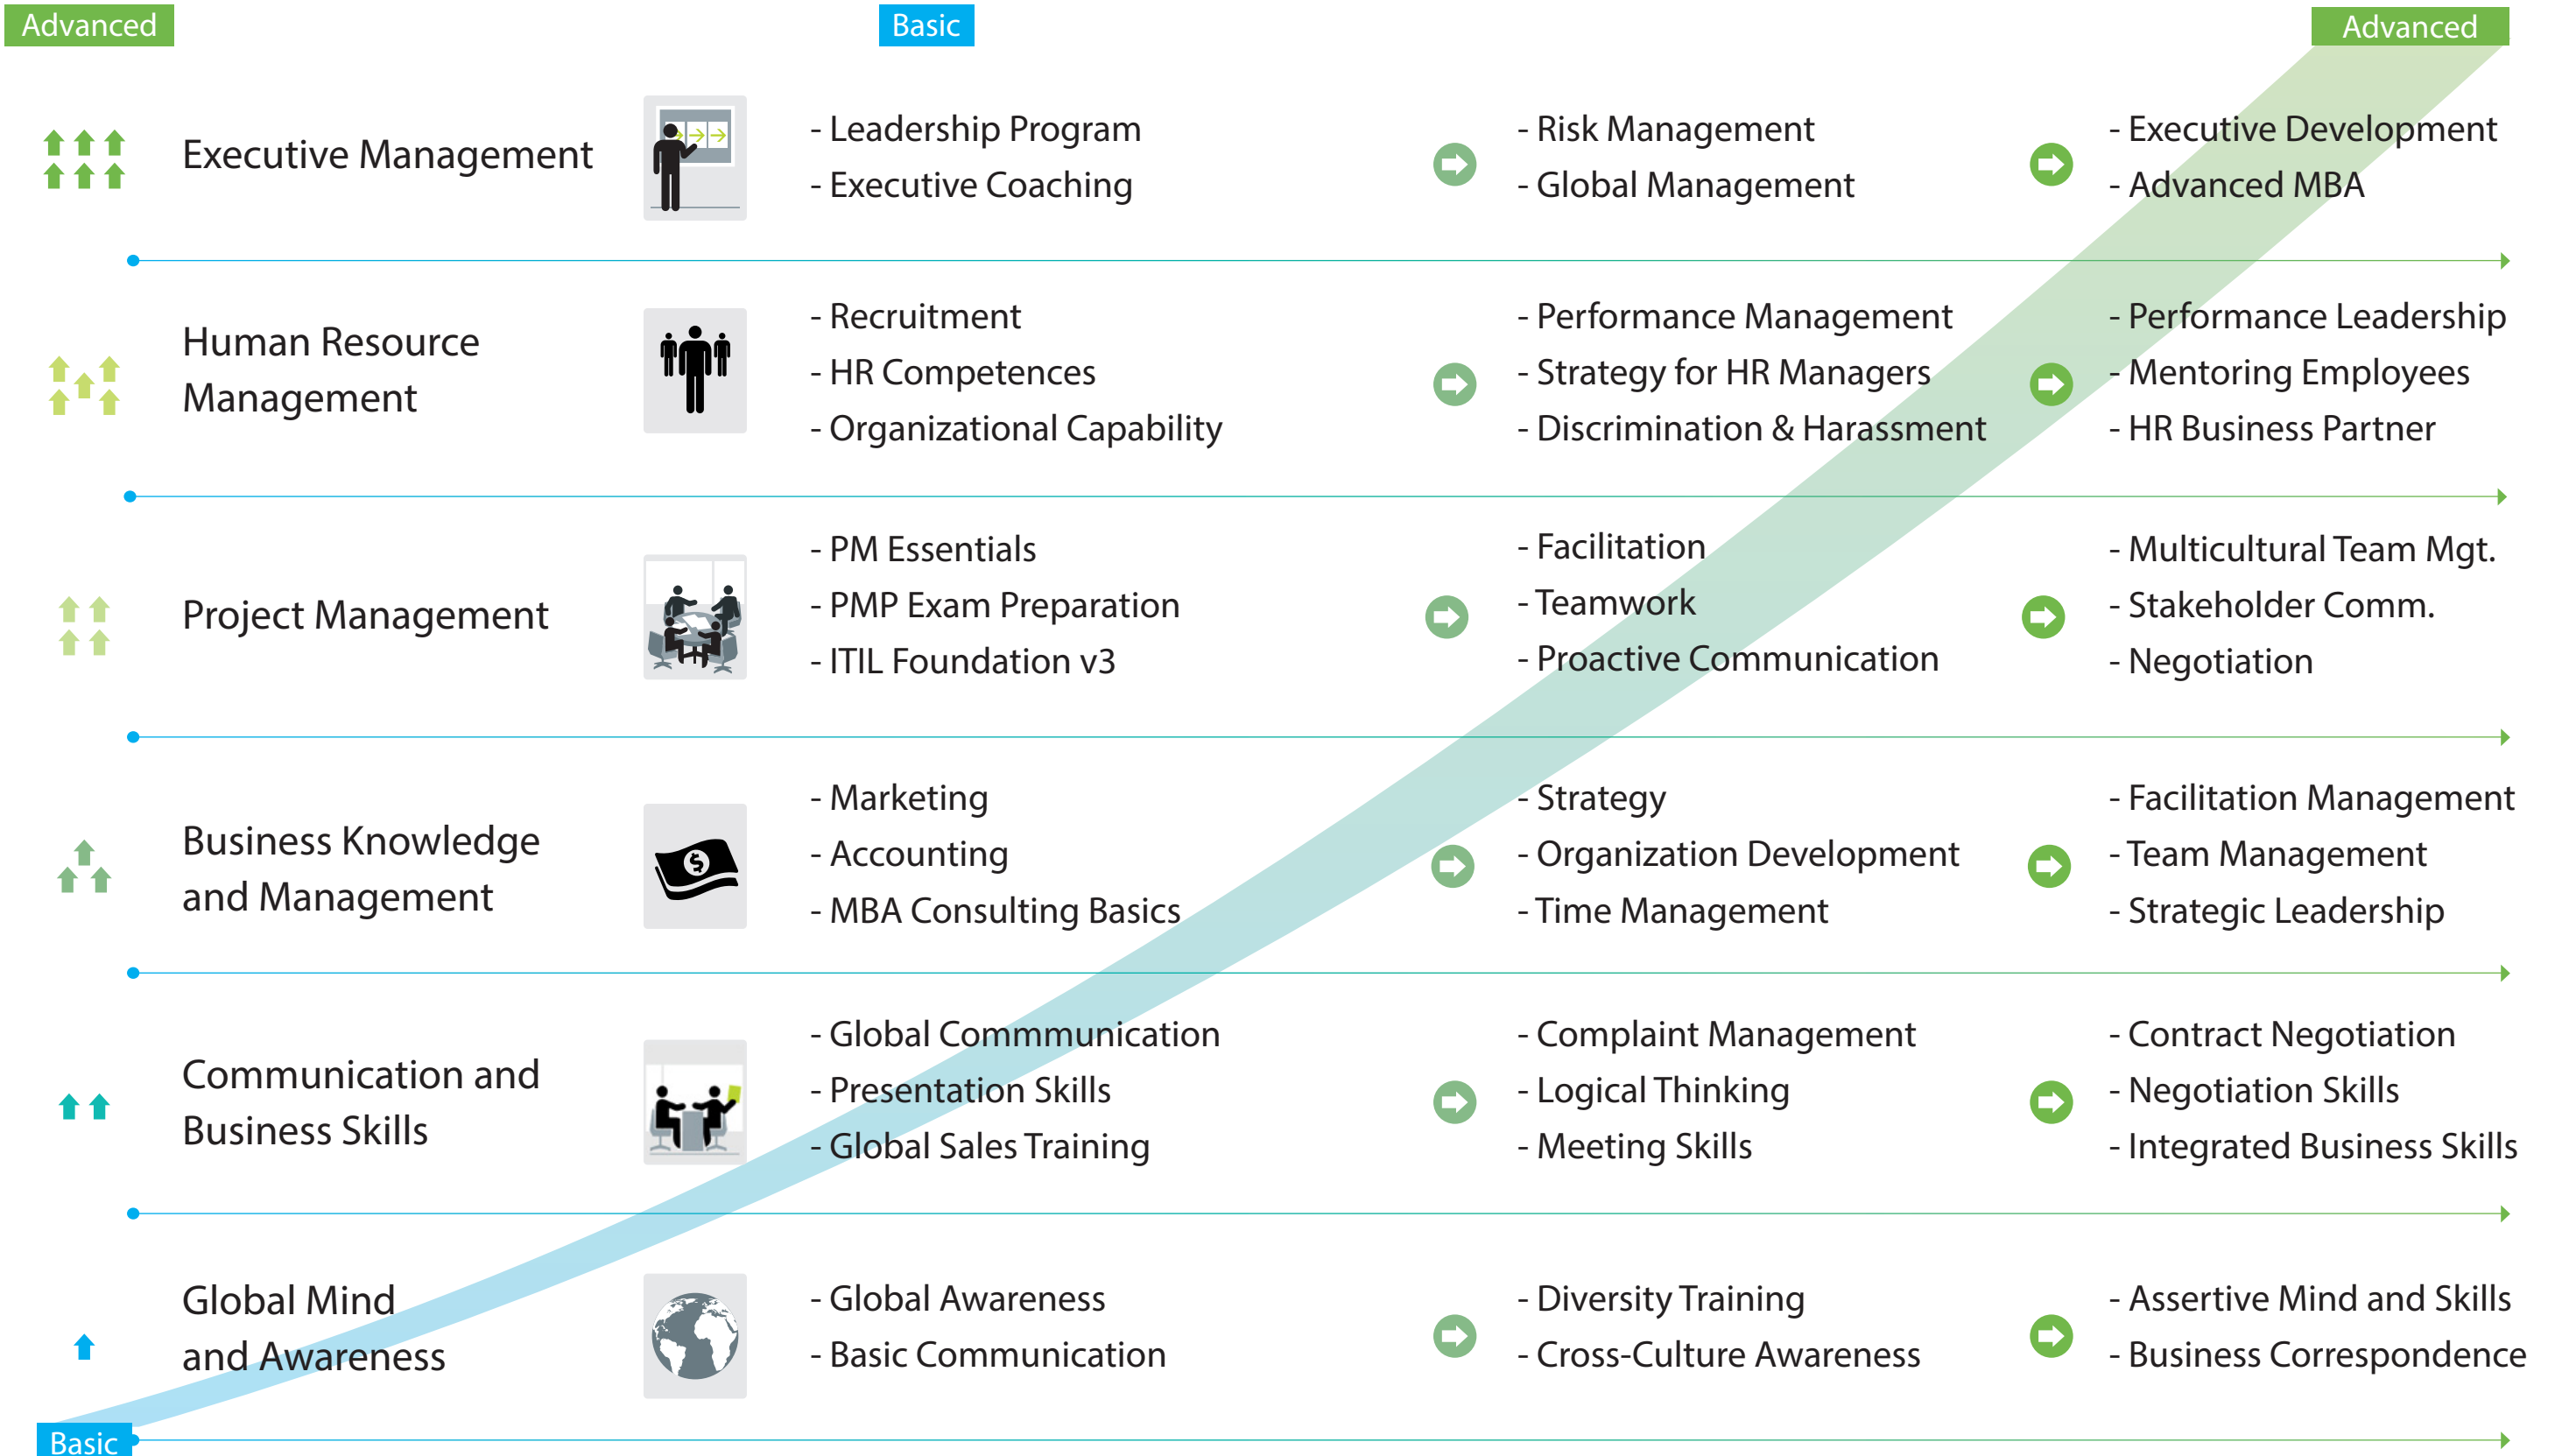 Advanced
Basic
Advanced
Executive Management
- Leadership Program
- Executive Coaching
- Risk Management
- Global Management
- Executive Development
- Advanced MBA
Human Resource
Management
- Recruitment
- HR Competences
- Organizational Capability
- Performance Management
- Strategy for HR Managers
- Discrimination & Harassment
- Performance Leadership
- Mentoring Employees
- HR Business Partner
Project Management
- PM Essentials
- PMP Exam Preparation
- ITIL Foundation v3
- Facilitation
- Teamwork
- Proactive Communication
- Multicultural Team Mgt.
- Stakeholder Comm.
- Negotiation
Business Knowledge
and Management
- Marketing
- Accounting
- MBA Consulting Basics
- Strategy
- Organization Development
- Time Management
- Facilitation Management
- Team Management
- Strategic Leadership
Communication and
Business Skills
- Global Commmunication
- Presentation Skills
- Global Sales Training
- Complaint Management
- Logical Thinking
- Meeting Skills
- Contract Negotiation
- Negotiation Skills
- Integrated Business Skills
Global Mind
and Awareness
- Global Awareness
- Basic Communication
- Diversity Training
- Cross-Culture Awareness
- Assertive Mind and Skills
- Business Correspondence
Basic